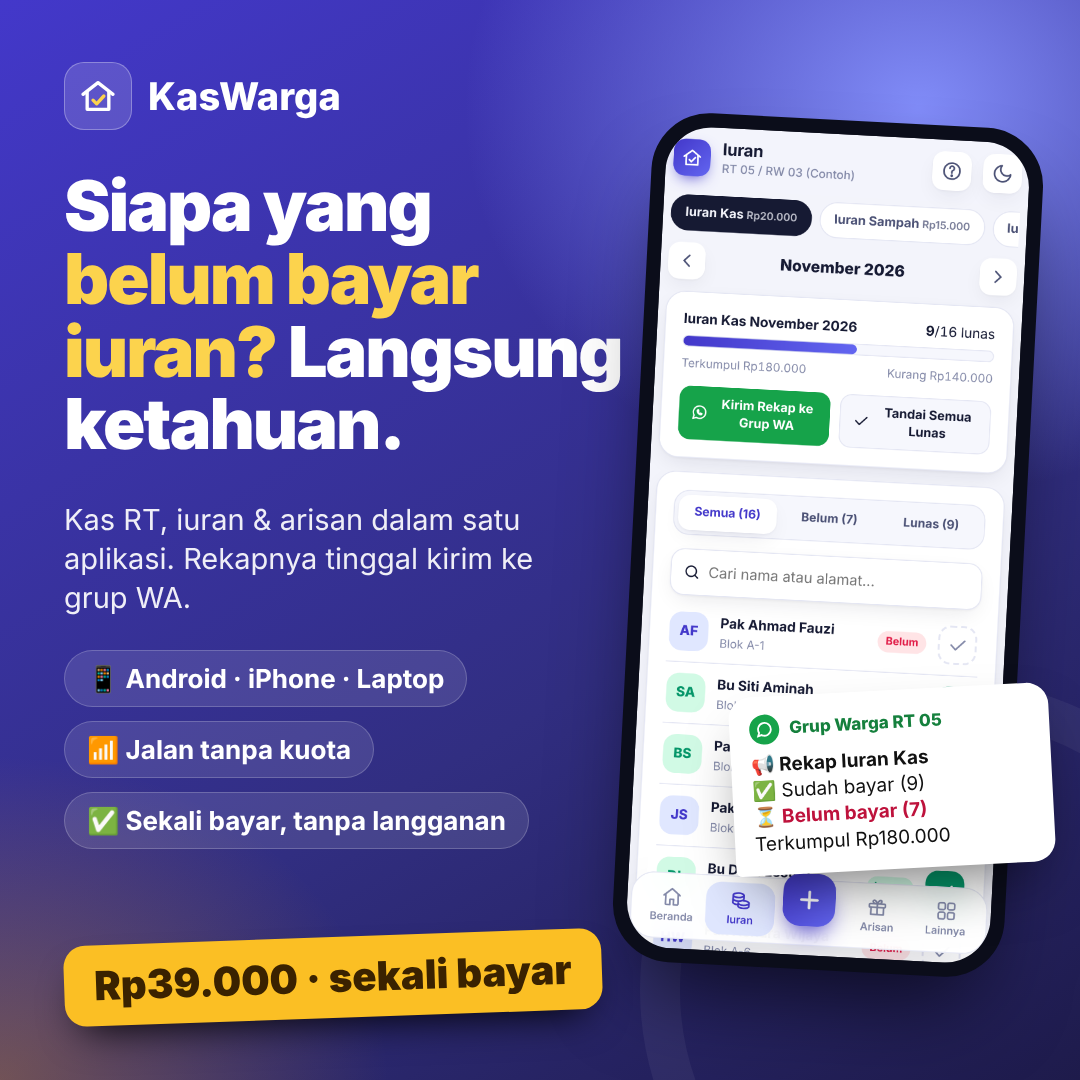 KasWarga
Siapa yang
belum bayar
iuran? Langsung
ketahuan.
Kas RT, iuran & arisan dalam satu
aplikasi. Rekapnya tinggal kirim ke
grup WA.
📱 Android · iPhone · Laptop
📶 Jalan tanpa kuota
✅ Sekali bayar, tanpa langganan
Rp39.000 · sekali bayar
Iuran
RT 05 / RW 03 (Contoh)
Iuran Kas Rp20.000
Iuran Sampah Rp15.000
Iu
November 2026
Iuran Kas November 2026
9/16 lunas
Terkumpul Rp180.000
Kurang Rp140.000
Kirim Rekap ke
Grup WA
Tandai Semua
Lunas
Semua (16)
Belum (7)
Lunas (9)
Cari nama atau alamat...
AF
Pak Ahmad Fauzi
Blok A-1
Belum
SA
Bu Siti Aminah
BS
JS
Pak
Grup Warga RT 05
📢 Rekap Iuran Kas
✅ Sudah bayar (9)
⏳ Belum bayar (7)
Terkumpul Rp180.000
Bu
Beranda
Iuran
Arisan
Lainnya